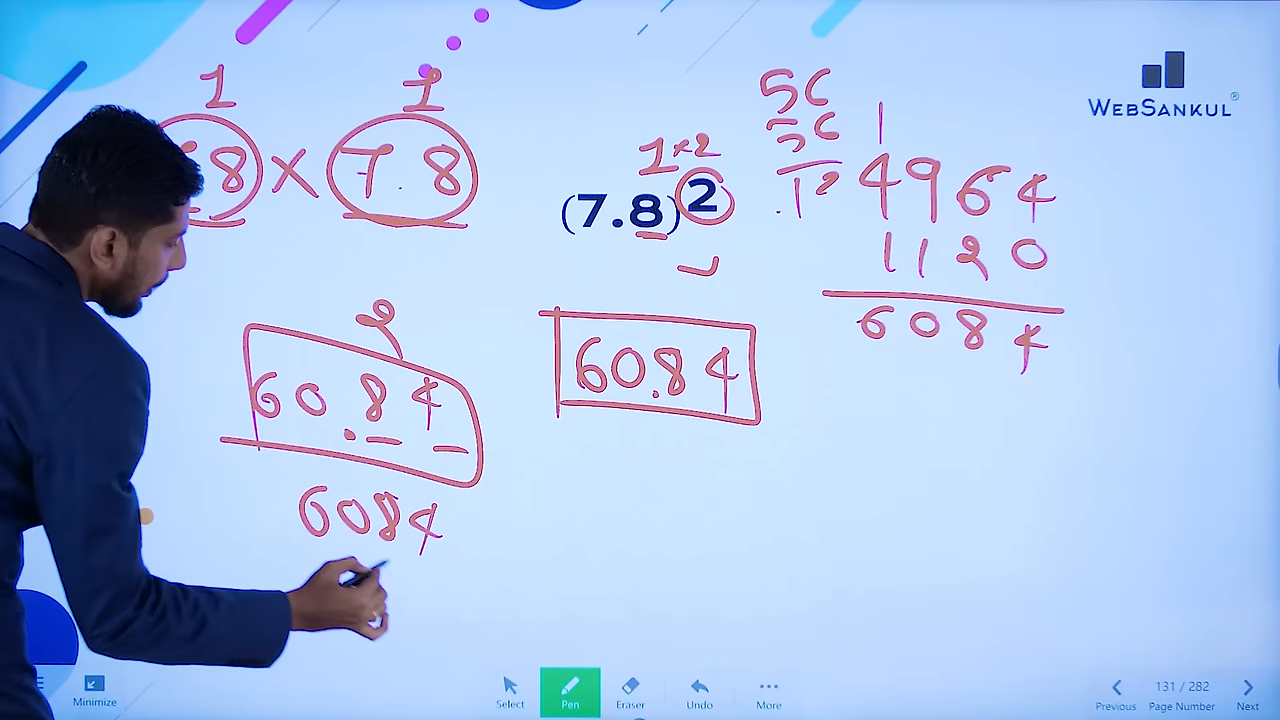 WEBSANKUL®
1 1
8 × 7.8
1×2
(7.8)2
56
1
4964
1120
6084
2
60.84
60.84
6084
Minimize
Select
Pen
Eraser
Undo
More
Previous
131 / 282
Page Number
Next